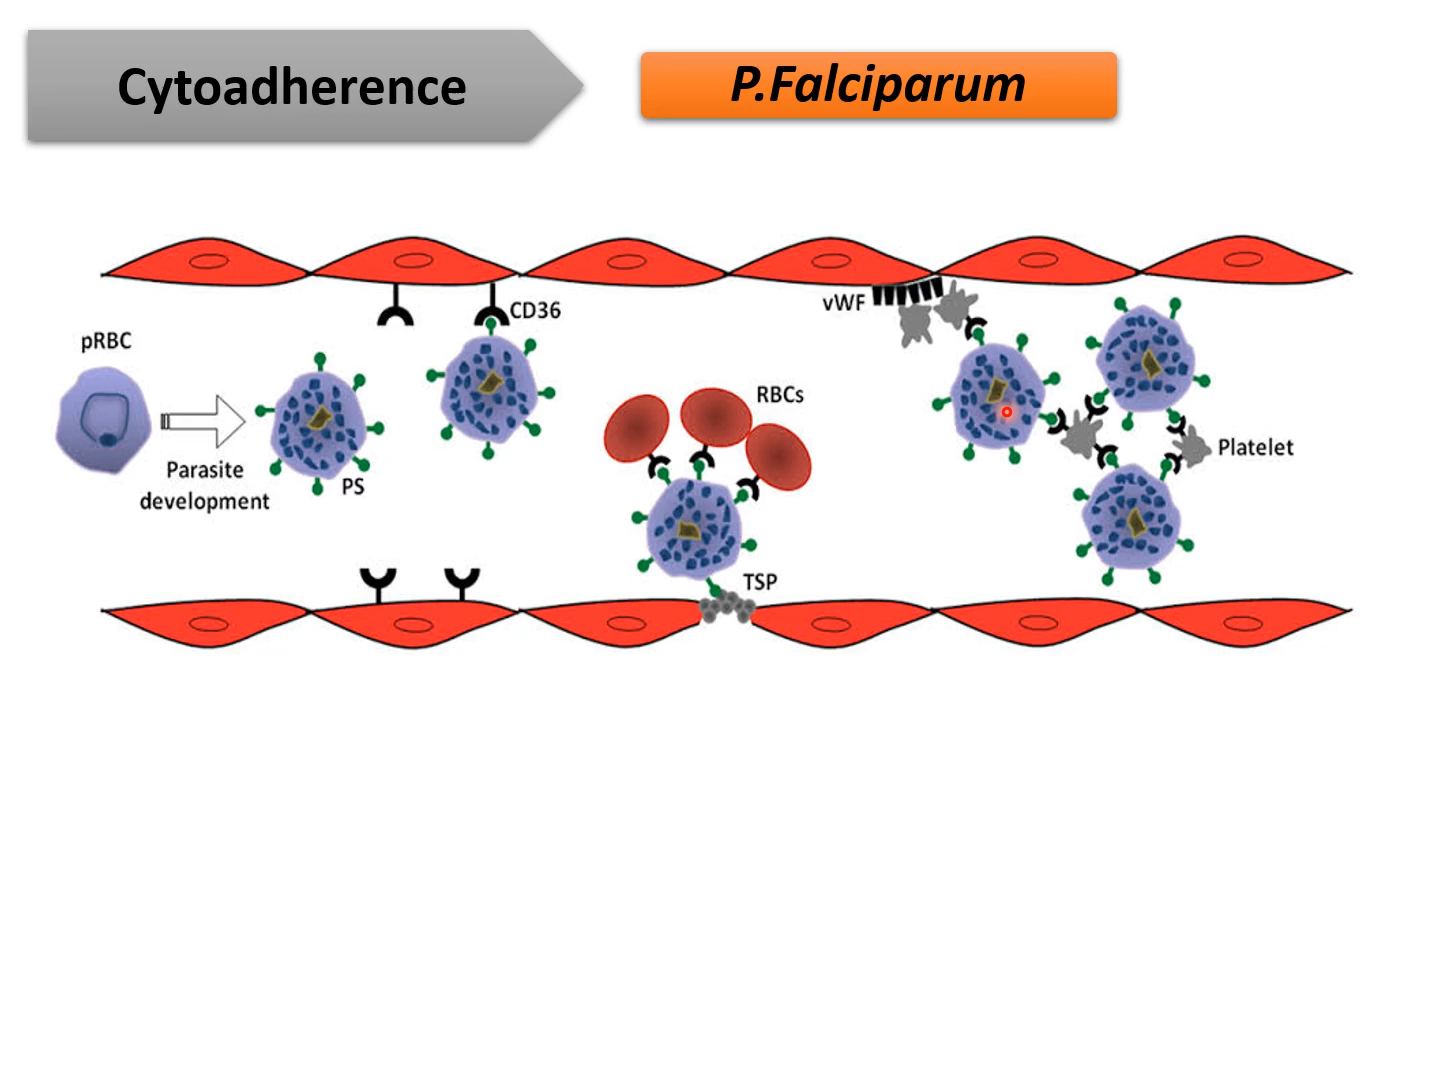 Cytoadherence
P.Falciparum
vWF
CD36
pRBC
RBCs
Platelet
Parasite
development
PS
TSP